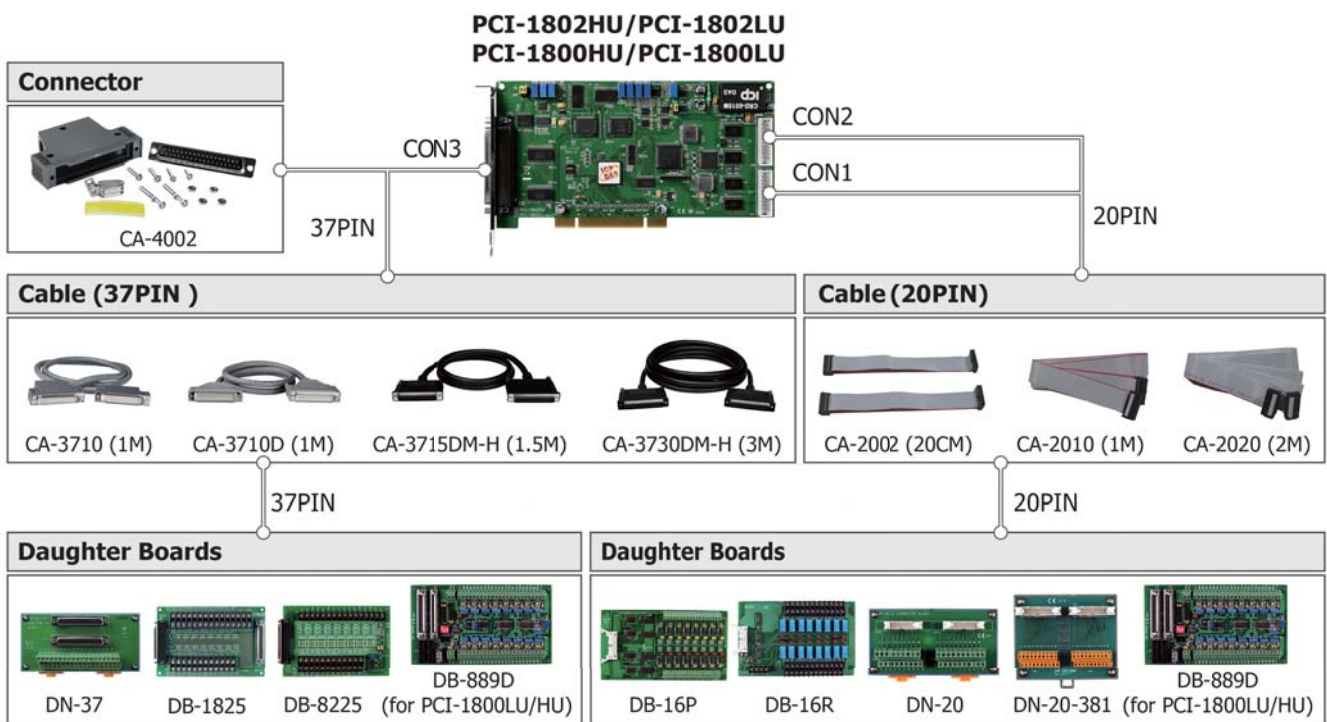 PCI-1802HU/PCI-1802LU
PCI-1800HU/PCI-1800LU
Connector
CA-4002
CON3
37PIN
CON2
CON1
20PIN
Cable (37PIN )
CA-3710 (1M)
CA-3710D (1M)
CA-3715DM-H (1.5M)
CA-3730DM-H (3M)
Cable (20PIN)
CA-2002 (20CM)
CA-2010 (1M)
CA-2020 (2M)
37PIN
20PIN
Daughter Boards
DN-37
DB-1825
DB-8225
DB-889D
(for PCI-1800LU/HU)
Daughter Boards
DB-16P
DB-16R
DN-20
DN-20-381
DB-889D
(for PCI-1800LU/HU)